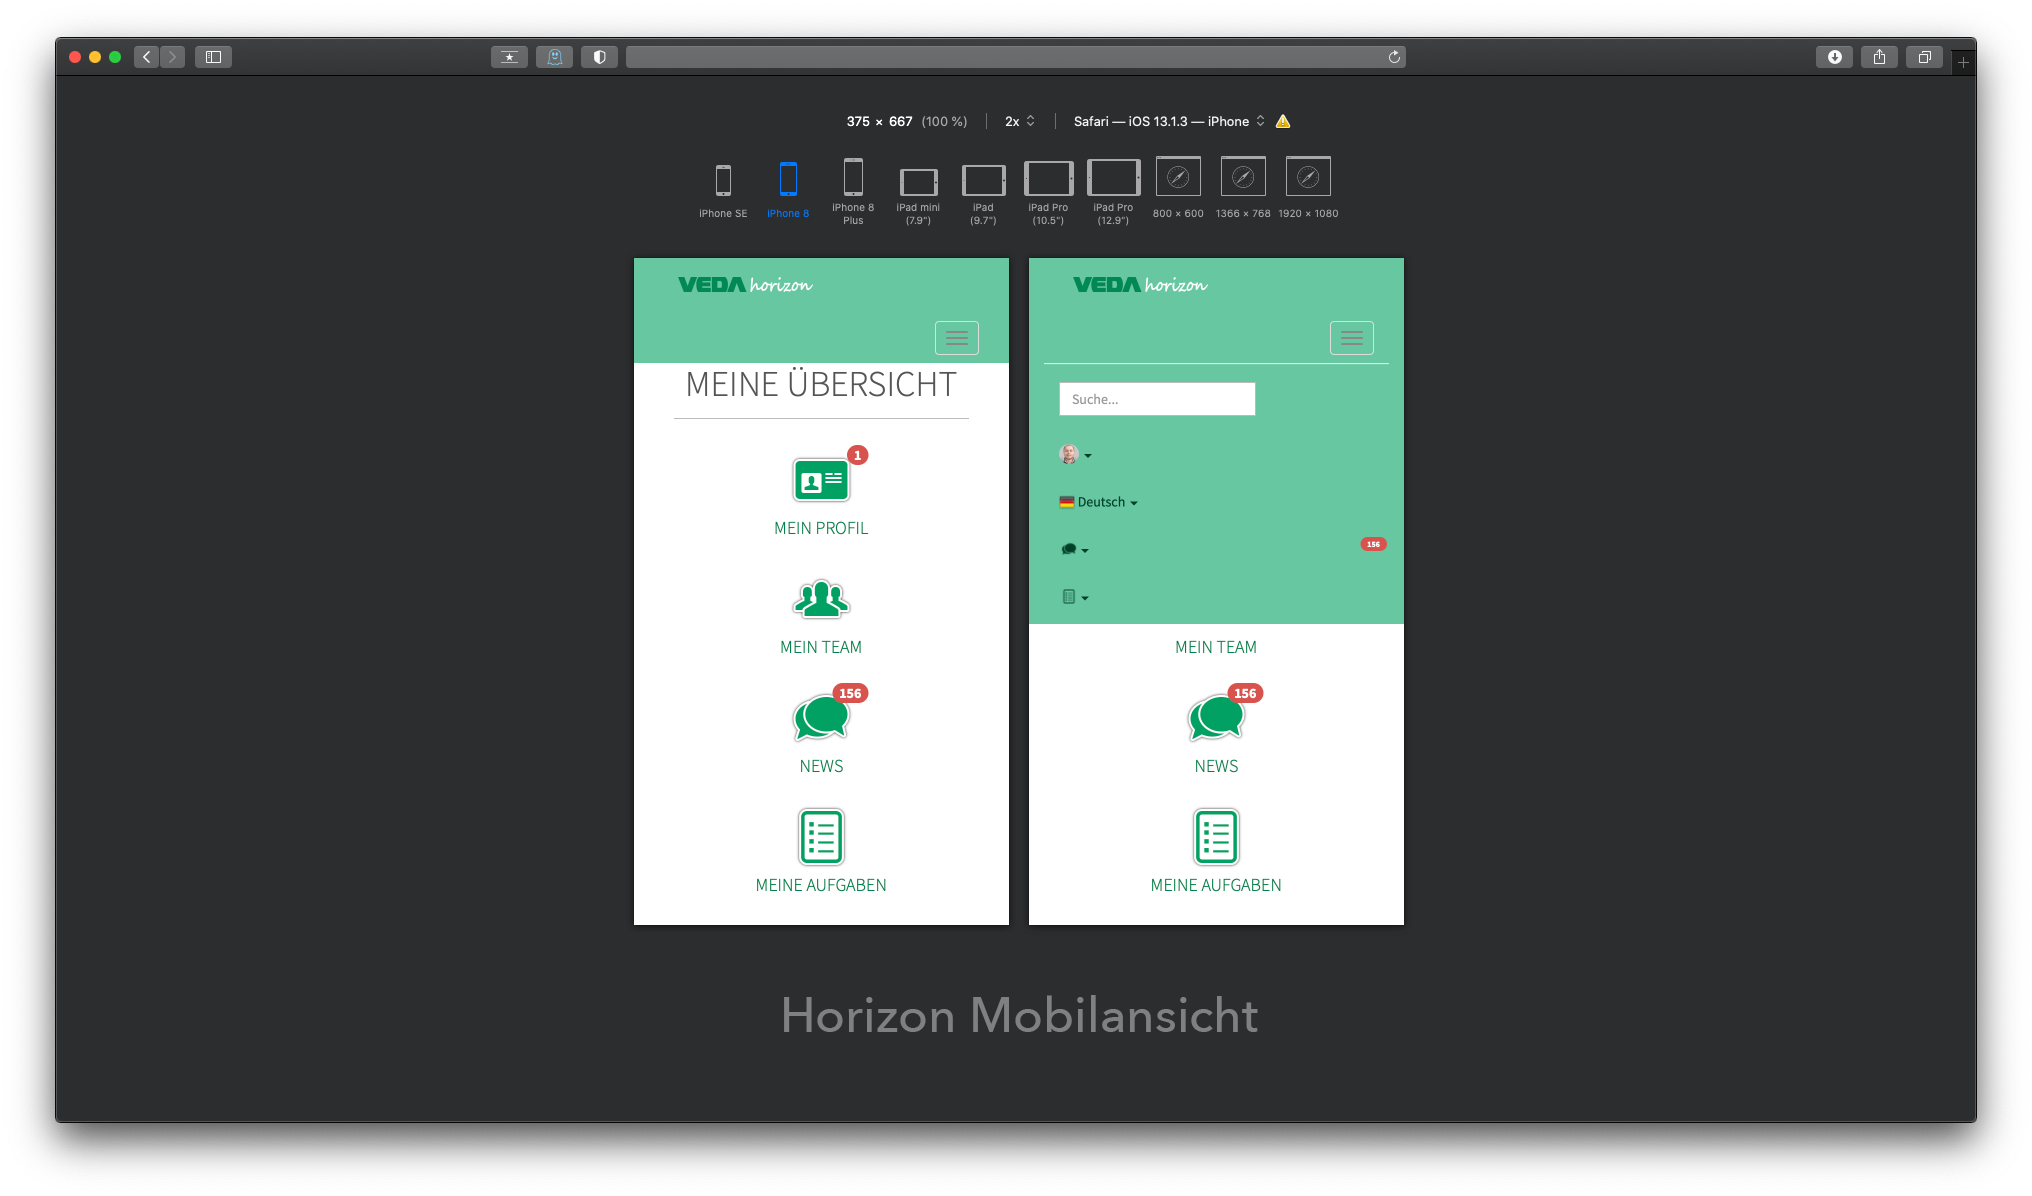 375 × 667 (100 %) 2x Safari — iOS 13.1.3 — iPhone
iPhone SE
iPhone 8
iPhone 8
Plus
iPad mini
(7.9")
iPad
(9.7")
iPad Pro
(10.5")
iPad Pro
(12.9")
800 × 600
1366 × 768
1920 × 1080
VEDA horizon
MEINE ÜBERSICHT
1
MEIN PROFIL
MEIN TEAM
156
NEWS
MEINE AUFGABEN
VEDA horizon
Suche...
Deutsch
156
MEIN TEAM
156
NEWS
MEINE AUFGABEN
Horizon Mobilansicht